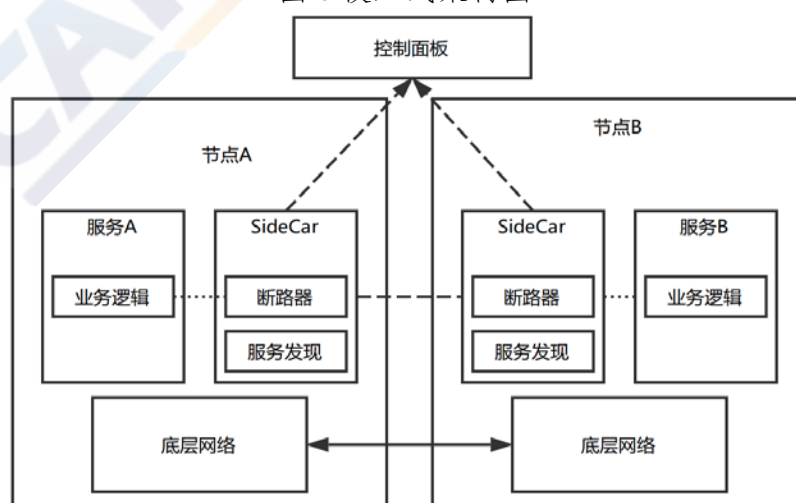 控制面板
节点A
节点B
服务A
SideCar
SideCar
服务B
业务逻辑
断路器
断路器
业务逻辑
服务发现
服务发现
底层网络
底层网络